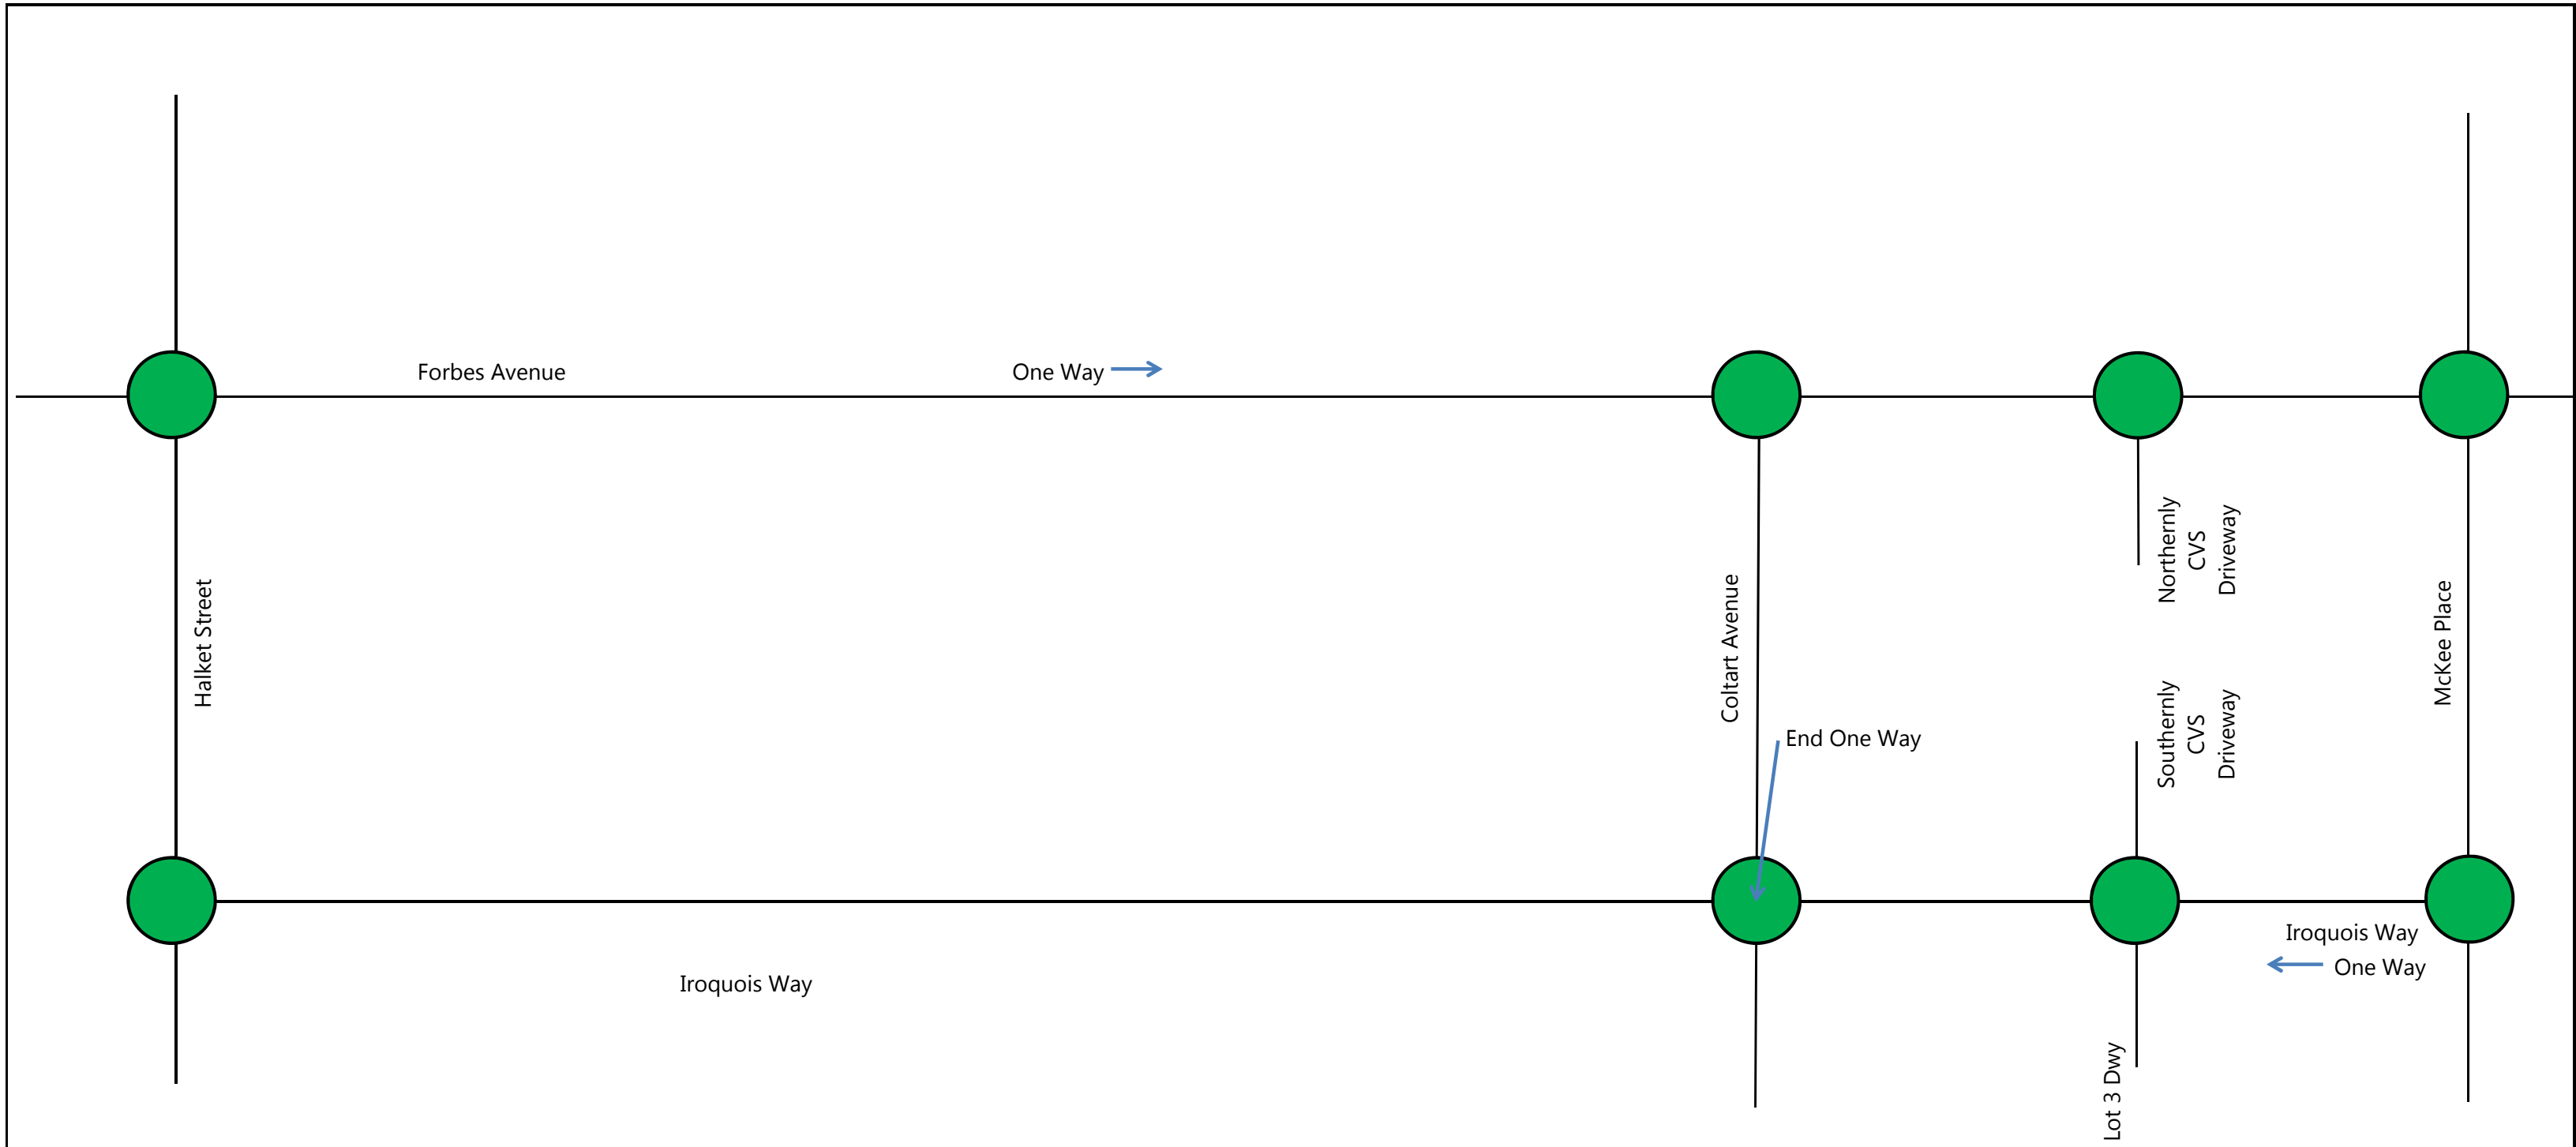 Forbes Avenue
One Way
Halket Street
Coltart Avenue
Northernly
CVS
Driveway
McKee Place
Southernly
CVS
Driveway
End One Way
Iroquois Way
One Way
Iroquois Way
Lot 3 Dwy